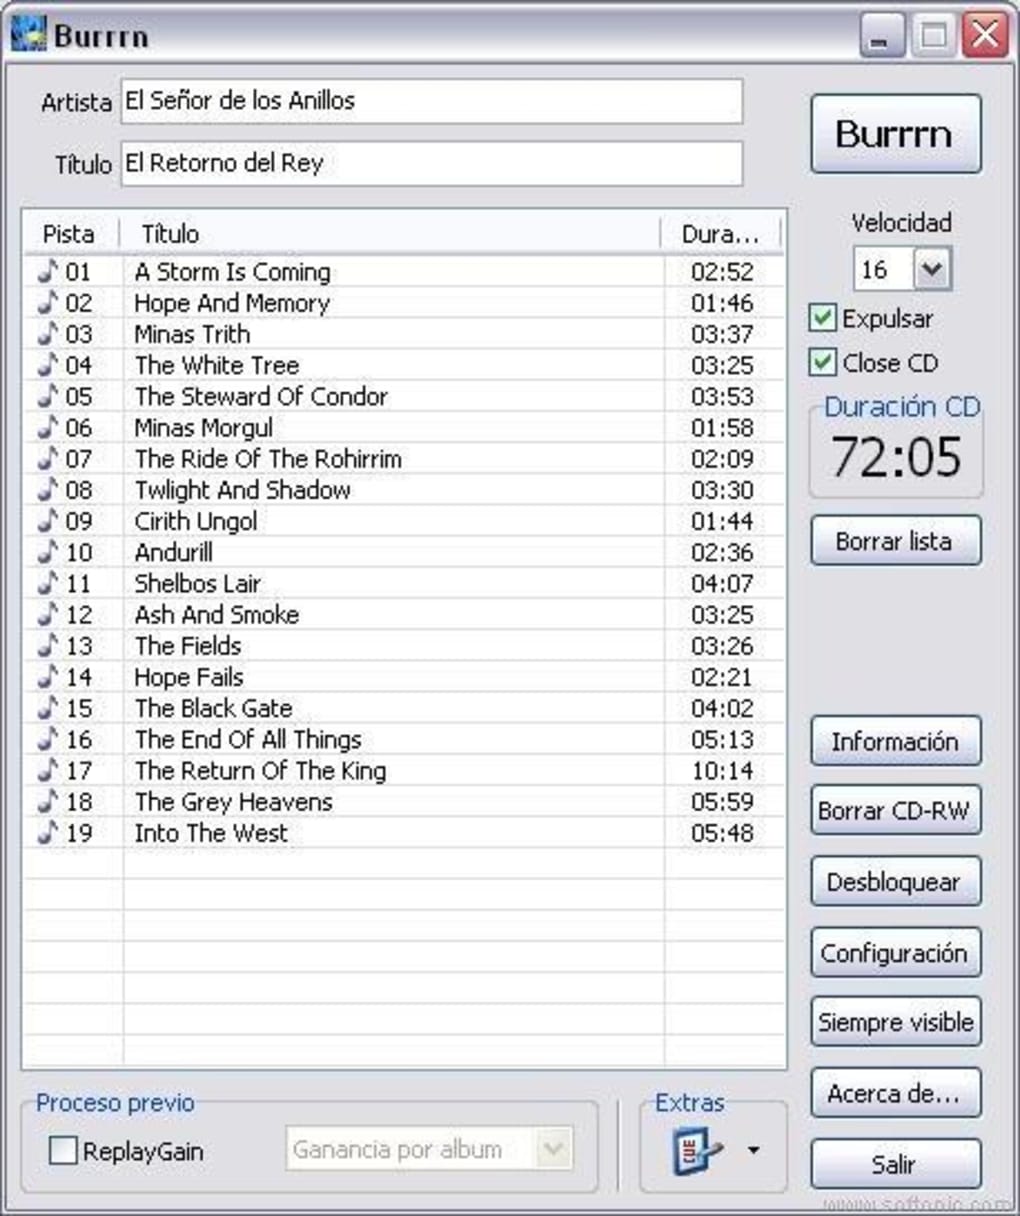 Burrrn
Artista El Señor de los Anillos
Título El Retorno del Rey
Burrrn
Pista Título Dura...
01 A Storm Is Coming 02:52
02 Hope And Memory 01:46
03 Minas Trith 03:37
04 The White Tree 03:25
05 The Steward Of Condor 03:53
06 Minas Morgul 01:58
07 The Ride Of The Rohirrim 02:09
08 Twlight And Shadow 03:30
09 Cirith Ungol 01:44
10 Andurill 02:36
11 Shelbos Lair 04:07
12 Ash And Smoke 03:25
13 The Fields 03:26
14 Hope Fails 02:21
15 The Black Gate 04:02
16 The End Of All Things 05:13
17 The Return Of The King 10:14
18 The Grey Heavens 05:59
19 Into The West 05:48
Velocidad
16
Expulsar
Close CD
Duración CD
72:05
Borrar lista
Información
Borrar CD-RW
Desbloquear
Configuración
Siempre visible
Acerca de...
Salir
Proceso previo
ReplayGain Ganancia por album
Extras
CUE
www.softonic.com